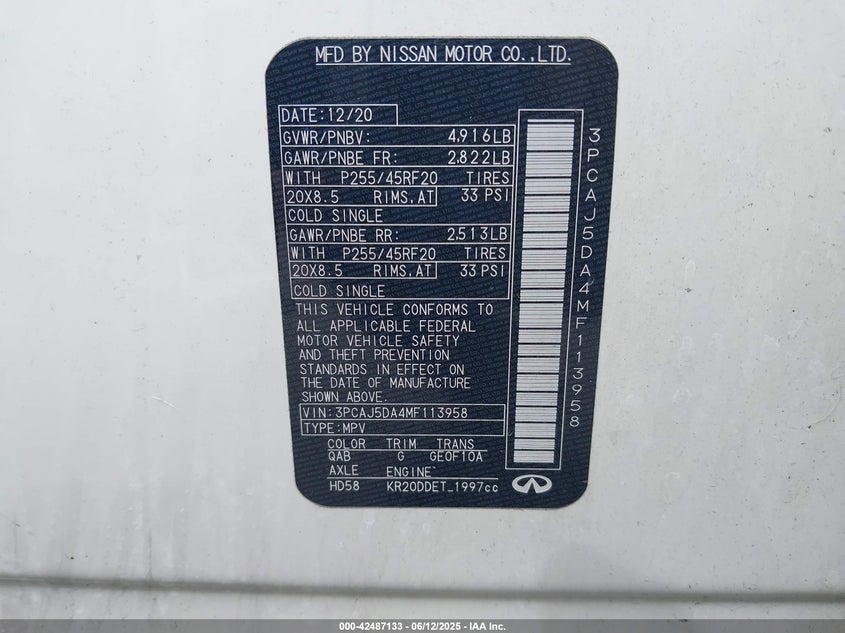 MFD BY NISSAN MOTOR CO.,LTD.
DATE:12/20
GVWR/PNBV: 4,916LB
GAWR/PNBE FR: 2,822LB
WITH P255/45RF20 TIRES
20X8.5 RIMS,AT 33 PSI
COLD SINGLE
GAWR/PNBE RR: 2,513LB
WITH P255/45RF20 TIRES
20X8.5 RIMS,AT 33 PSI
COLD SINGLE
THIS VEHICLE CONFORMS TO
ALL APPLICABLE FEDERAL
MOTOR VEHICLE SAFETY
AND THEFT PREVENTION
STANDARDS IN EFFECT ON
THE DATE OF MANUFACTURE
SHOWN ABOVE.
VIN:3PCAJ5DA4MF113958
TYPE:MPV
COLOR TRIM TRANS
QAB G GE0F10A
AXLE ENGINE
HD58 KR20DDET_1997cc
3PCAJ5DA4MF113958
000-42487133 - 06/12/2025 - IAA Inc.